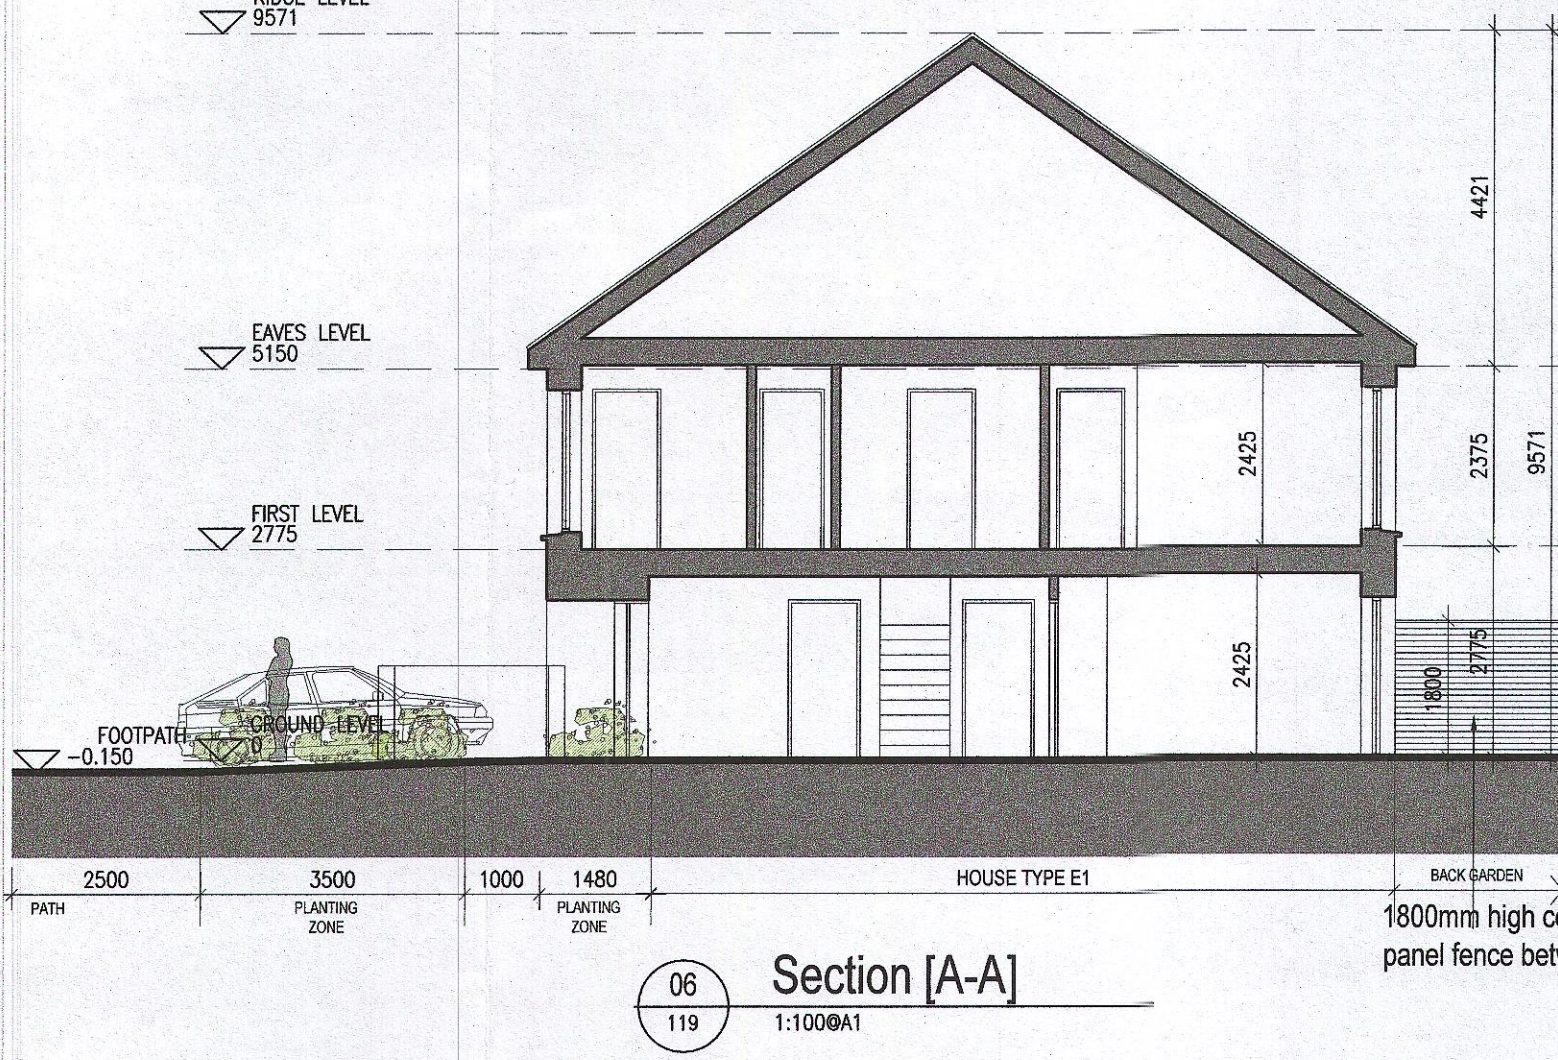 RIDGE LEVEL
9571
EAVES LEVEL
5150
FIRST LEVEL
2775
FOOTPATH
-0.150
GROUND LEVEL
0
4421
2375
9571
2425
2425
2775
1800
2500
3500
1000
1480
HOUSE TYPE E1
BACK GARDEN
PATH
PLANTING
ZONE
PLANTING
ZONE
1800mm high
panel fence
06
119
Section [A-A]
1:100@A1